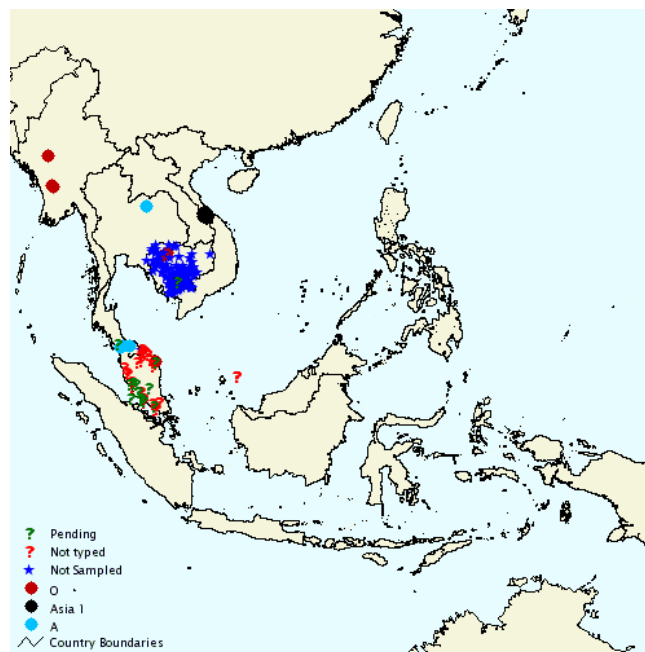 ? Pending
? Not typed
Not Sampled
O
Asia 1
A
Country Boundaries